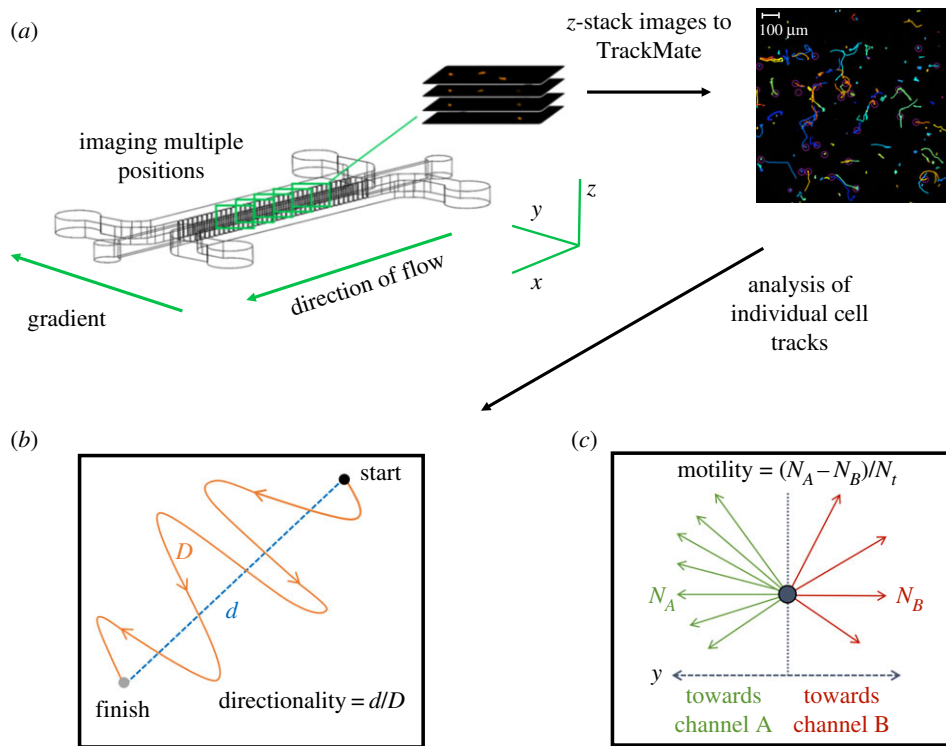 (a)
z-stack images to
TrackMate
100 µm
imaging multiple
positions
z
y
x
direction of flow
gradient
analysis of
individual cell
tracks
(b)
start
D
d
finish
directionality = d/D
(c)
motility = (N_A – N_B)/N_t
N_A
N_B
y
towards
channel A
towards
channel B